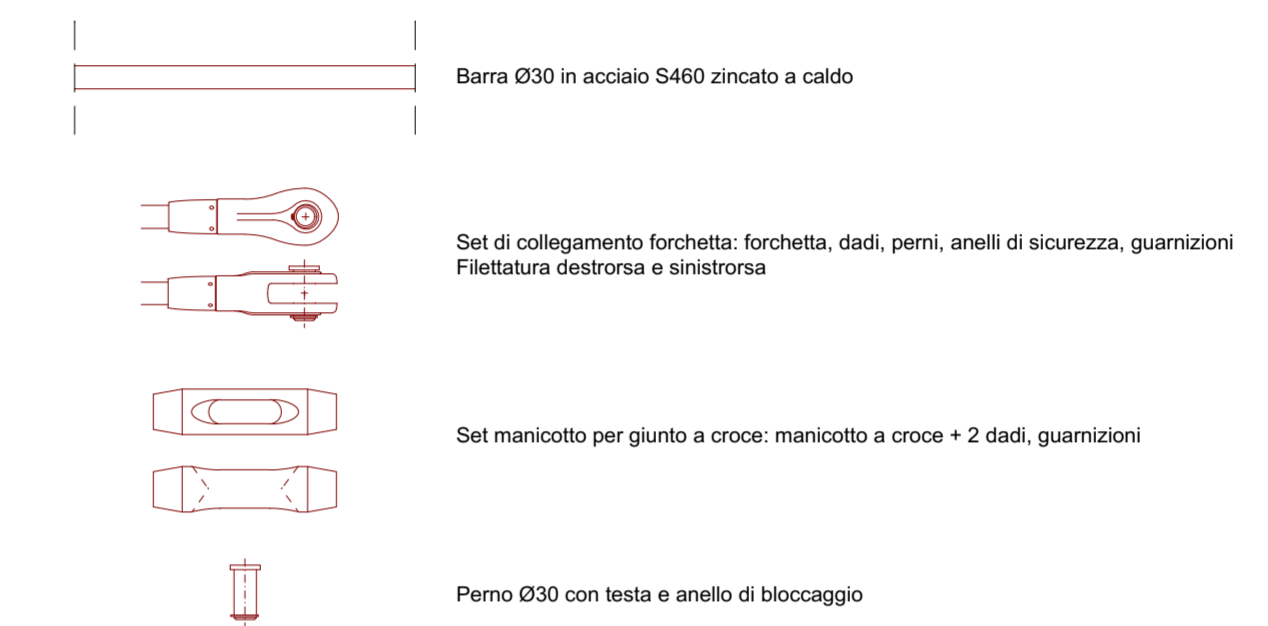 Barra Ø30 in acciaio S460 zincato a caldo
Set di collegamento forchetta: forchetta, dadi, perni, anelli di sicurezza, guarnizioni
Filettatura destrorsa e sinistrorsa
Set manicotto per giunto a croce: manicotto a croce + 2 dadi, guarnizioni
Perno Ø30 con testa e anello di bloccaggio